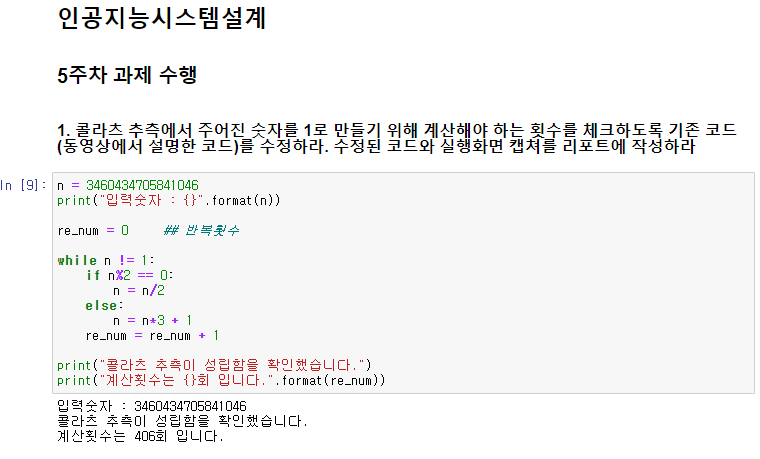 인공지능시스템설계
5주차 과제 수행
1. 콜라츠 추측에서 주어진 숫자를 1로 만들기 위해 계산해야 하는 횟수를 체크하도록 기존 코드
(동영상에서 설명한 코드)를 수정하라. 수정된 코드와 실행화면 캡쳐를 리포트에 작성하라
In [9]: n = 3460434705841046
print("입력숫자 : {}".format(n))
re_num = 0     ## 반복횟수
while n != 1:
    if n%2 == 0:
        n = n/2
    else:
        n = n*3 + 1
    re_num = re_num + 1
print("콜라츠 추측이 성립함을 확인했습니다.")
print("계산횟수는 {}회 입니다.".format(re_num))
입력숫자 : 3460434705841046
콜라츠 추측이 성립함을 확인했습니다.
계산횟수는 406회 입니다.